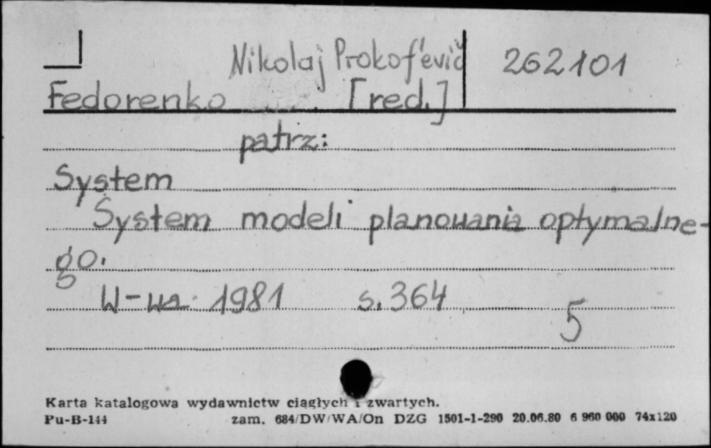 Nikolaj Prokof'evič 262101
Fedorenko [red.]
patrz:
System
System modeli planowania optymalne-
go.
W-wa 1981 s. 364
5
Karta katalogowa wydawnictw ciągłych i zwartych.
Pu-B-144 zam. 684/DW/WA/On DZG 1501-1-290 20.06.80 6 960 000 74x120